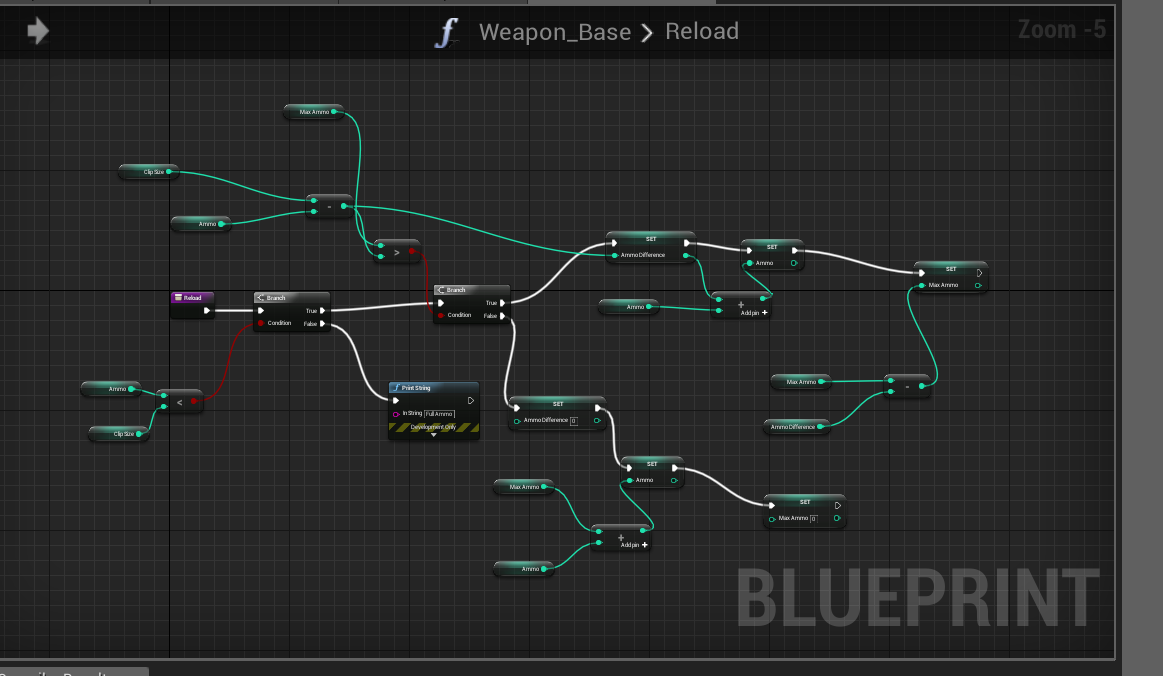 Weapon_Base > Reload
Zoom -5
Max Ammo
Clip Size
-
Ammo
>
SET
Ammo Difference
SET
Ammo
SET
Max Ammo
Reload
Branch
True
Condition
False
Branch
True
Condition
False
Ammo
+
Add pin +
Ammo
<
Clip Size
Print String
In String Full Ammo
Development Only
SET
Ammo Difference 0
Max Ammo
-
Ammo Difference
SET
Ammo
Max Ammo
SET
Max Ammo 0
+
Add pin +
Ammo
BLUEPRINT